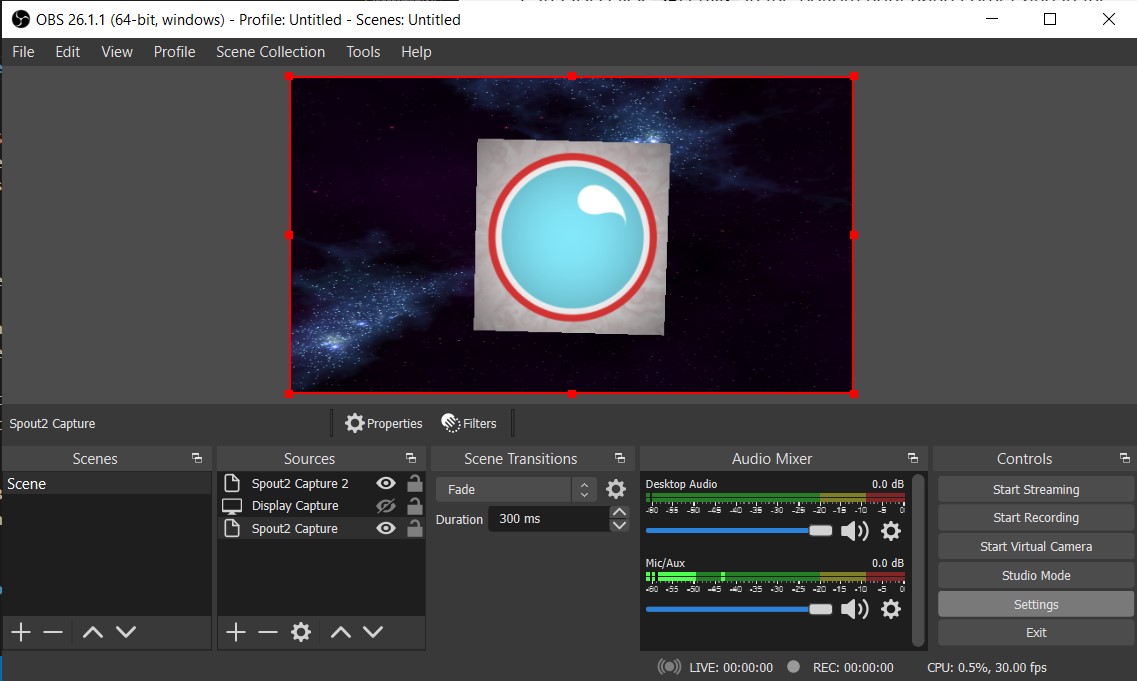 OBS 26.1.1 (64-bit, windows) - Profile: Untitled - Scenes: Untitled
File Edit View Profile Scene Collection Tools Help
Spout2 Capture Properties Filters
Scenes Sources Scene Transitions Audio Mixer Controls
Scene
Spout2 Capture 2
Display Capture
Spout2 Capture
Fade
Duration 300 ms
Desktop Audio 0.0 dB
-60 -55 -50 -45 -40 -35 -30 -25 -20 -15 -10 -5 0
Mic/Aux 0.0 dB
-60 -55 -50 -45 -40 -35 -30 -25 -20 -15 -10 -5 0
Start Streaming
Start Recording
Start Virtual Camera
Studio Mode
Settings
Exit
LIVE: 00:00:00 REC: 00:00:00 CPU: 0.5%, 30.00 fps